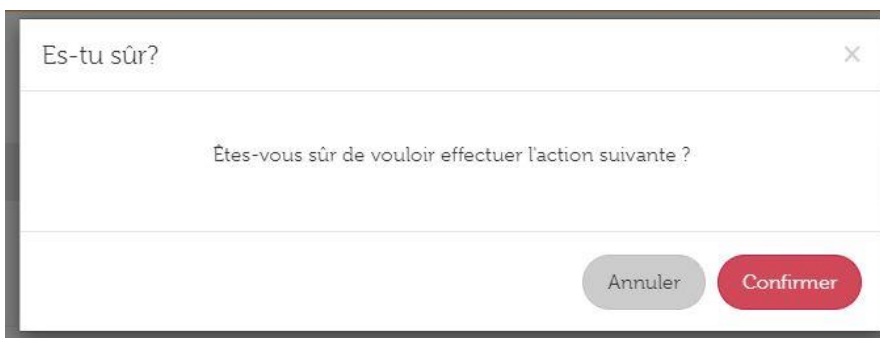 Es-tu sûr?
Êtes-vous sûr de vouloir effectuer l'action suivante ?
Annuler
Confirmer